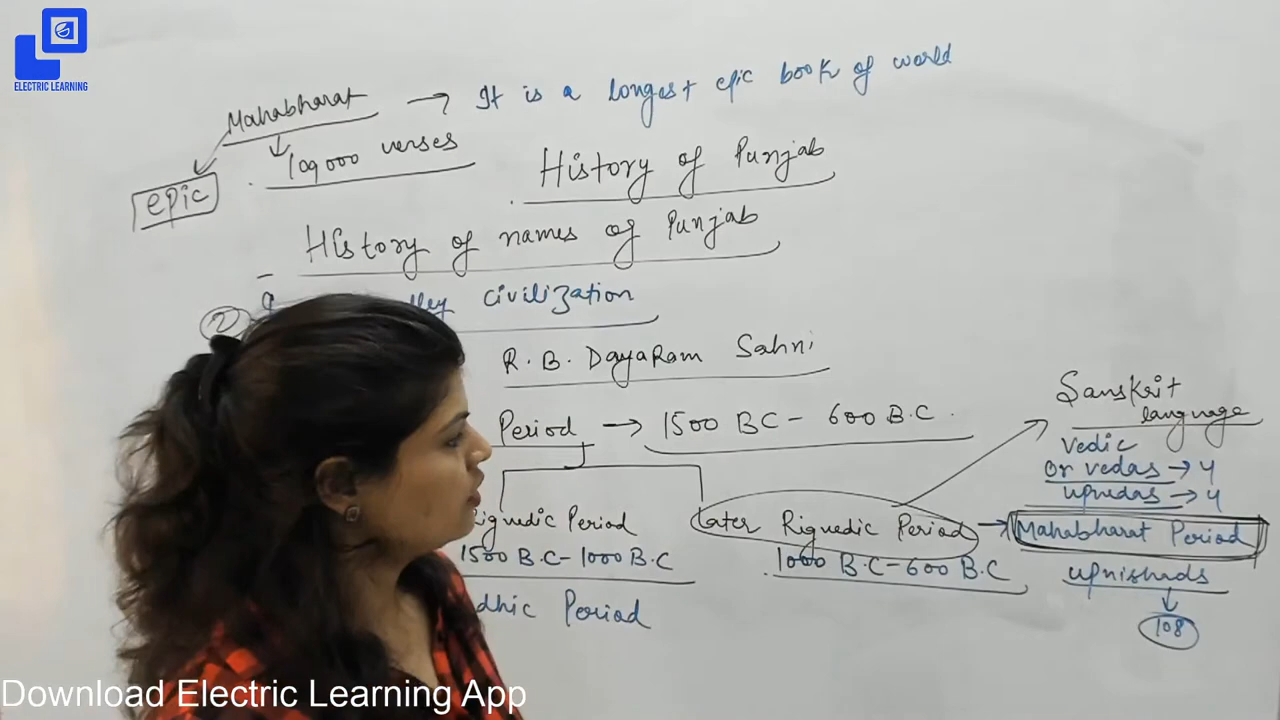 ELECTRIC LEARNING
Mahabharat → It is a longest epic book of world
epic
100000 verses
History of Punjab
History of names of Punjab
2
civilization
R.B. DayaRam Sahni
Period → 1500 BC - 600 B.C.
Sanskrit
language
Vedic
or vedas → 4
upvedas → 4
Rigvedic Period
1500 B.C - 1000 B.C
Later Rigvedic Period → Mahabharat Period
1000 B.C - 600 B.C
upnishads
108
Period
Download Electric Learning App